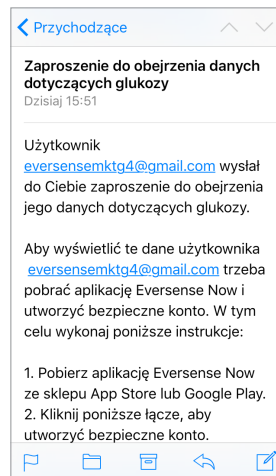 Przychodzące
Zaproszenie do obejrzenia danych
dotyczących glukozy
Dzisiaj 15:51
Użytkownik
eversensemktg4@gmail.com wysłał
do Ciebie zaproszenie do obejrzenia
jego danych dotyczących glukozy.
Aby wyświetlić te dane użytkownika
eversensemktg4@gmail.com trzeba
pobrać aplikację Eversense Now i
utworzyć bezpieczne konto. W tym
celu wykonaj poniższe instrukcje:
1. Pobierz aplikację Eversense Now
ze sklepu App Store lub Google Play.
2. Kliknij poniższe łącze, aby
utworzyć bezpieczne konto.